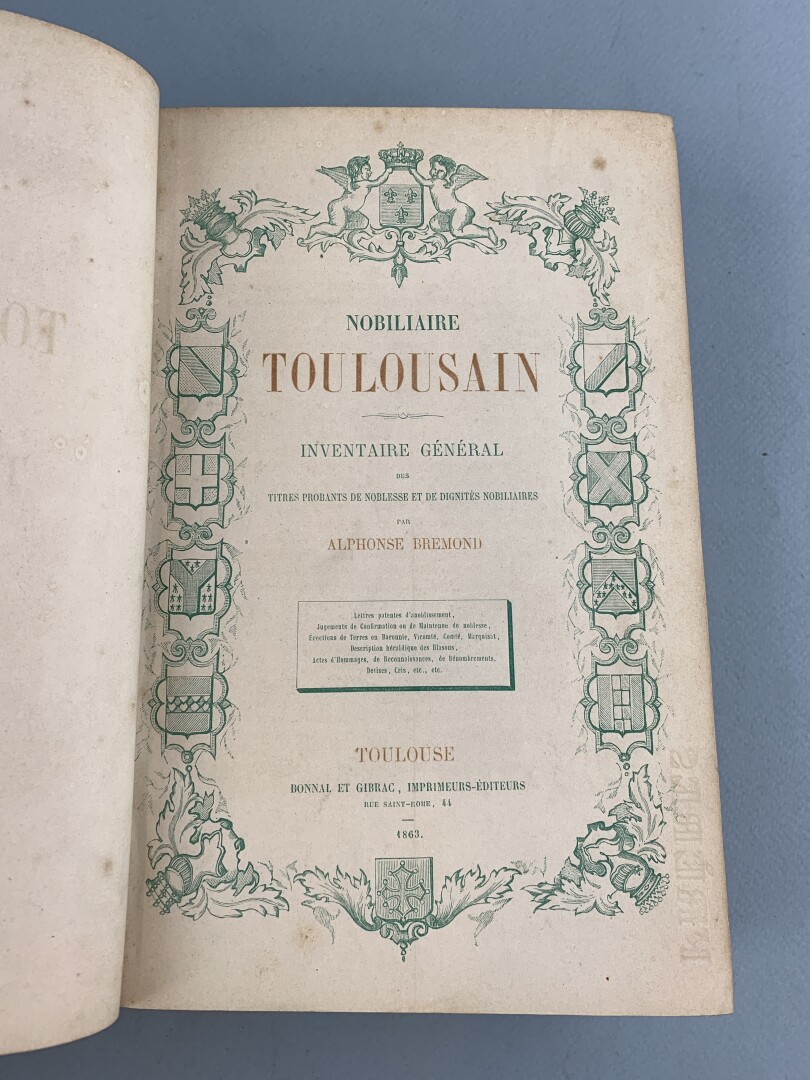 NOBILIAIRE
TOULOUSAIN
INVENTAIRE GÉNÉRAL
DES
TITRES PROBANTS DE NOBLESSE ET DE DIGNITÉS NOBILIAIRES
PAR
ALPHONSE BREMOND
Lettres patentes d'anoblissement,
Jugements de Confirmation ou de Maintenue de noblesse,
Érections de Terres en Baronnie, Vicomté, Comté, Marquisat,
Description héraldique des Blasons,
Actes d'Hommages, de Reconnaissances, de Dénombrements,
Devises, Cris, etc., etc.
TOULOUSE
BONNAL ET GIBRAC, IMPRIMEURS-ÉDITEURS
RUE SAINT-ROME, 44
1863.